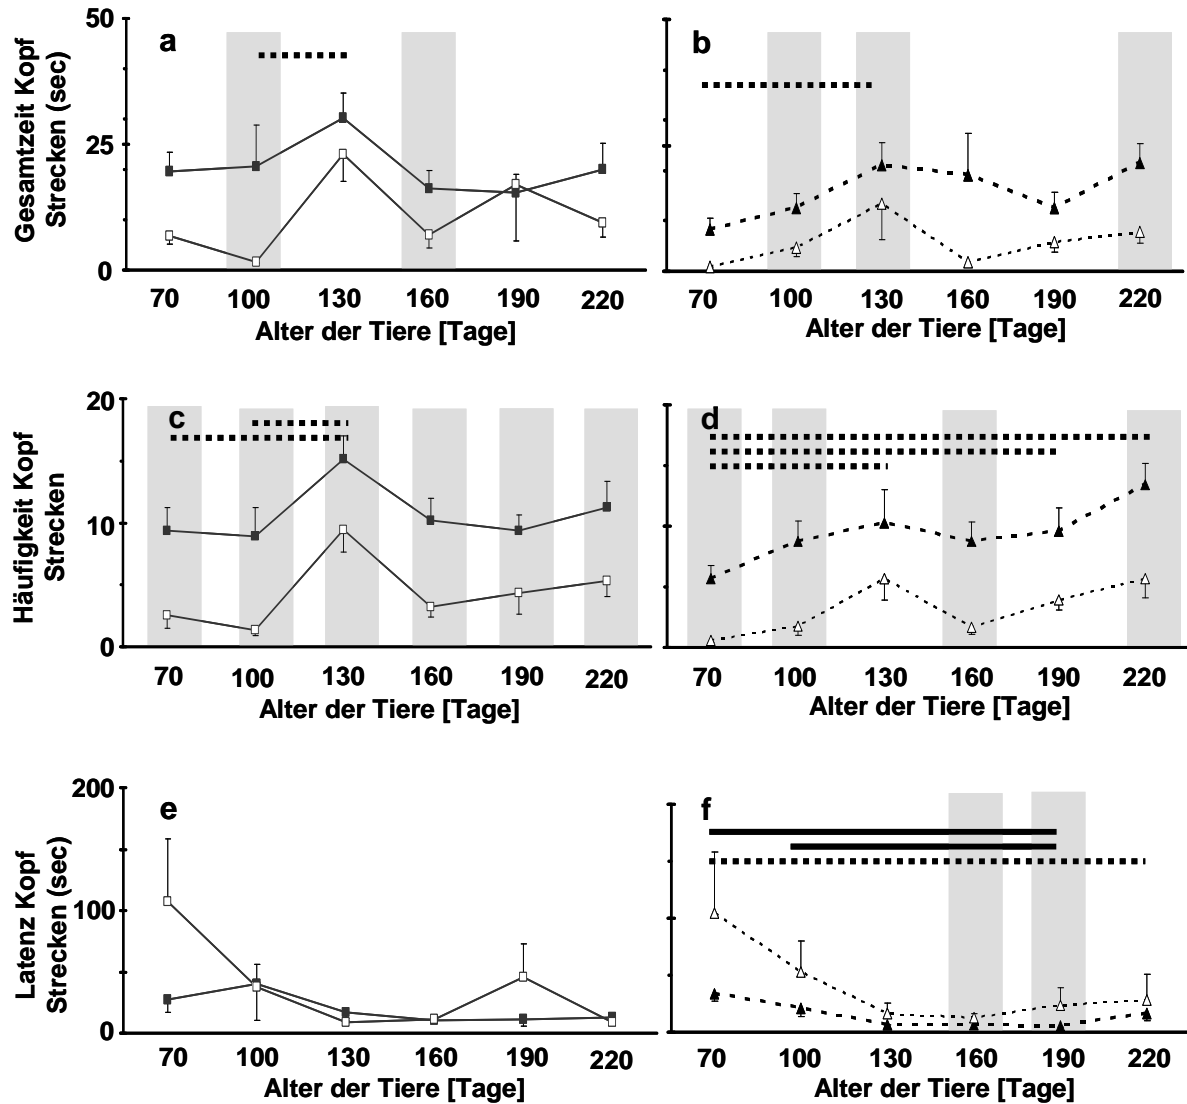 50
25
0
Gesamtzeit Kopf
Strecken (sec)
a
70 100 130 160 190 220
Alter der Tiere [Tage]
b
70 100 130 160 190 220
Alter der Tiere [Tage]
20
10
0
Häufigkeit Kopf
Strecken
c
70 100 130 160 190 220
Alter der Tiere [Tage]
d
70 100 130 160 190 220
Alter der Tiere [Tage]
200
100
0
Latenz Kopf
Strecken (sec)
e
70 100 130 160 190 220
Alter der Tiere [Tage]
f
70 100 130 160 190 220
Alter der Tiere [Tage]